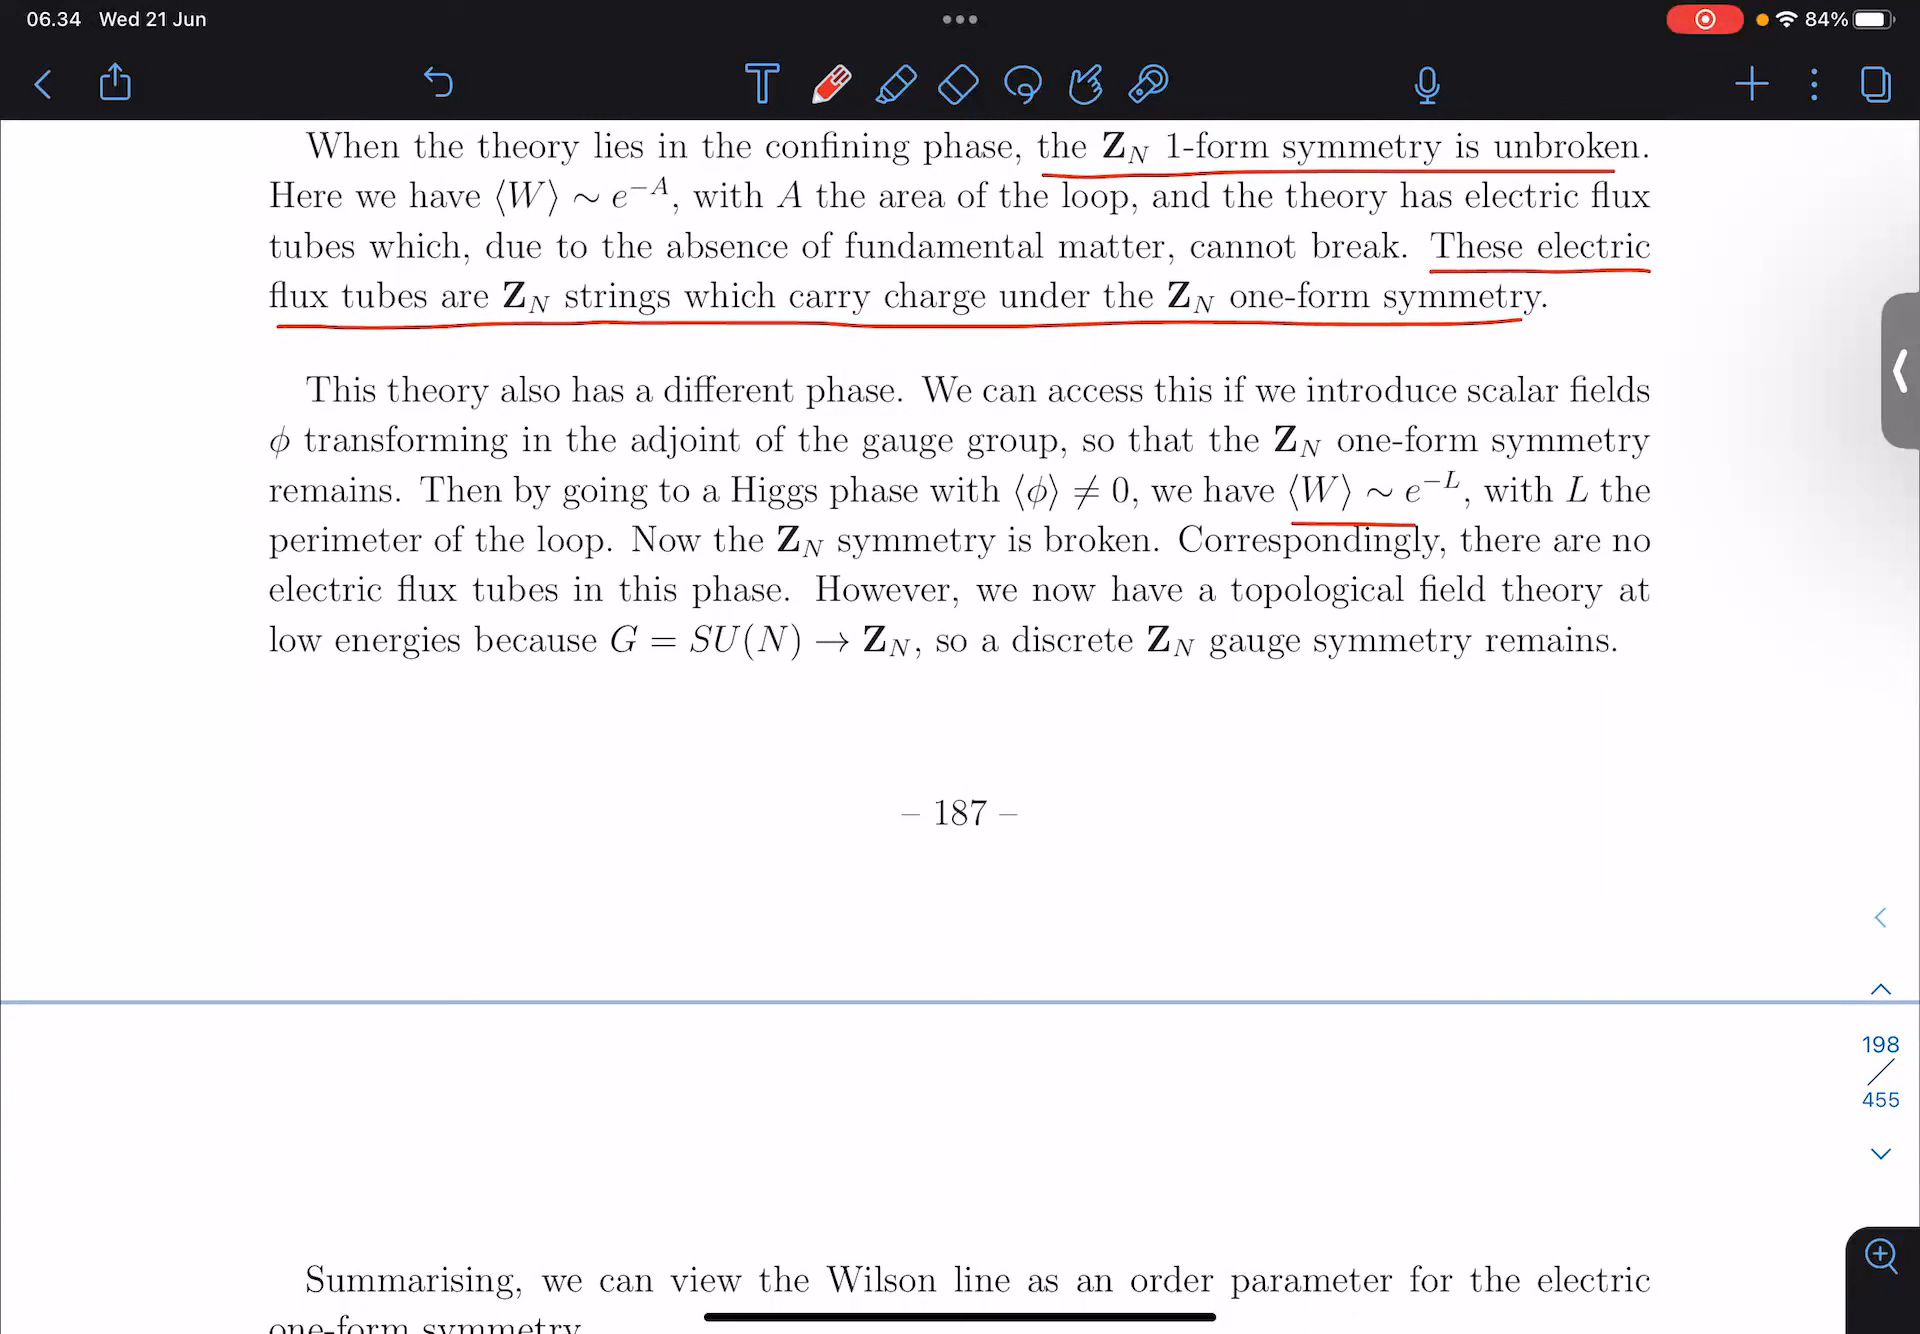 06.34 Wed 21 Jun
84%
When the theory lies in the confining phase, the Z_N 1-form symmetry is unbroken.
Here we have ⟨W⟩ ∼ e^{−A}, with A the area of the loop, and the theory has electric flux
tubes which, due to the absence of fundamental matter, cannot break. These electric
flux tubes are Z_N strings which carry charge under the Z_N one-form symmetry.
This theory also has a different phase. We can access this if we introduce scalar fields
ϕ transforming in the adjoint of the gauge group, so that the Z_N one-form symmetry
remains. Then by going to a Higgs phase with ⟨ϕ⟩ ≠ 0, we have ⟨W⟩ ∼ e^{−L}, with L the
perimeter of the loop. Now the Z_N symmetry is broken. Correspondingly, there are no
electric flux tubes in this phase. However, we now have a topological field theory at
low energies because G = SU(N) → Z_N, so a discrete Z_N gauge symmetry remains.
– 187 –
198
/
455
Summarising, we can view the Wilson line as an order parameter for the electric
one-form symmetry